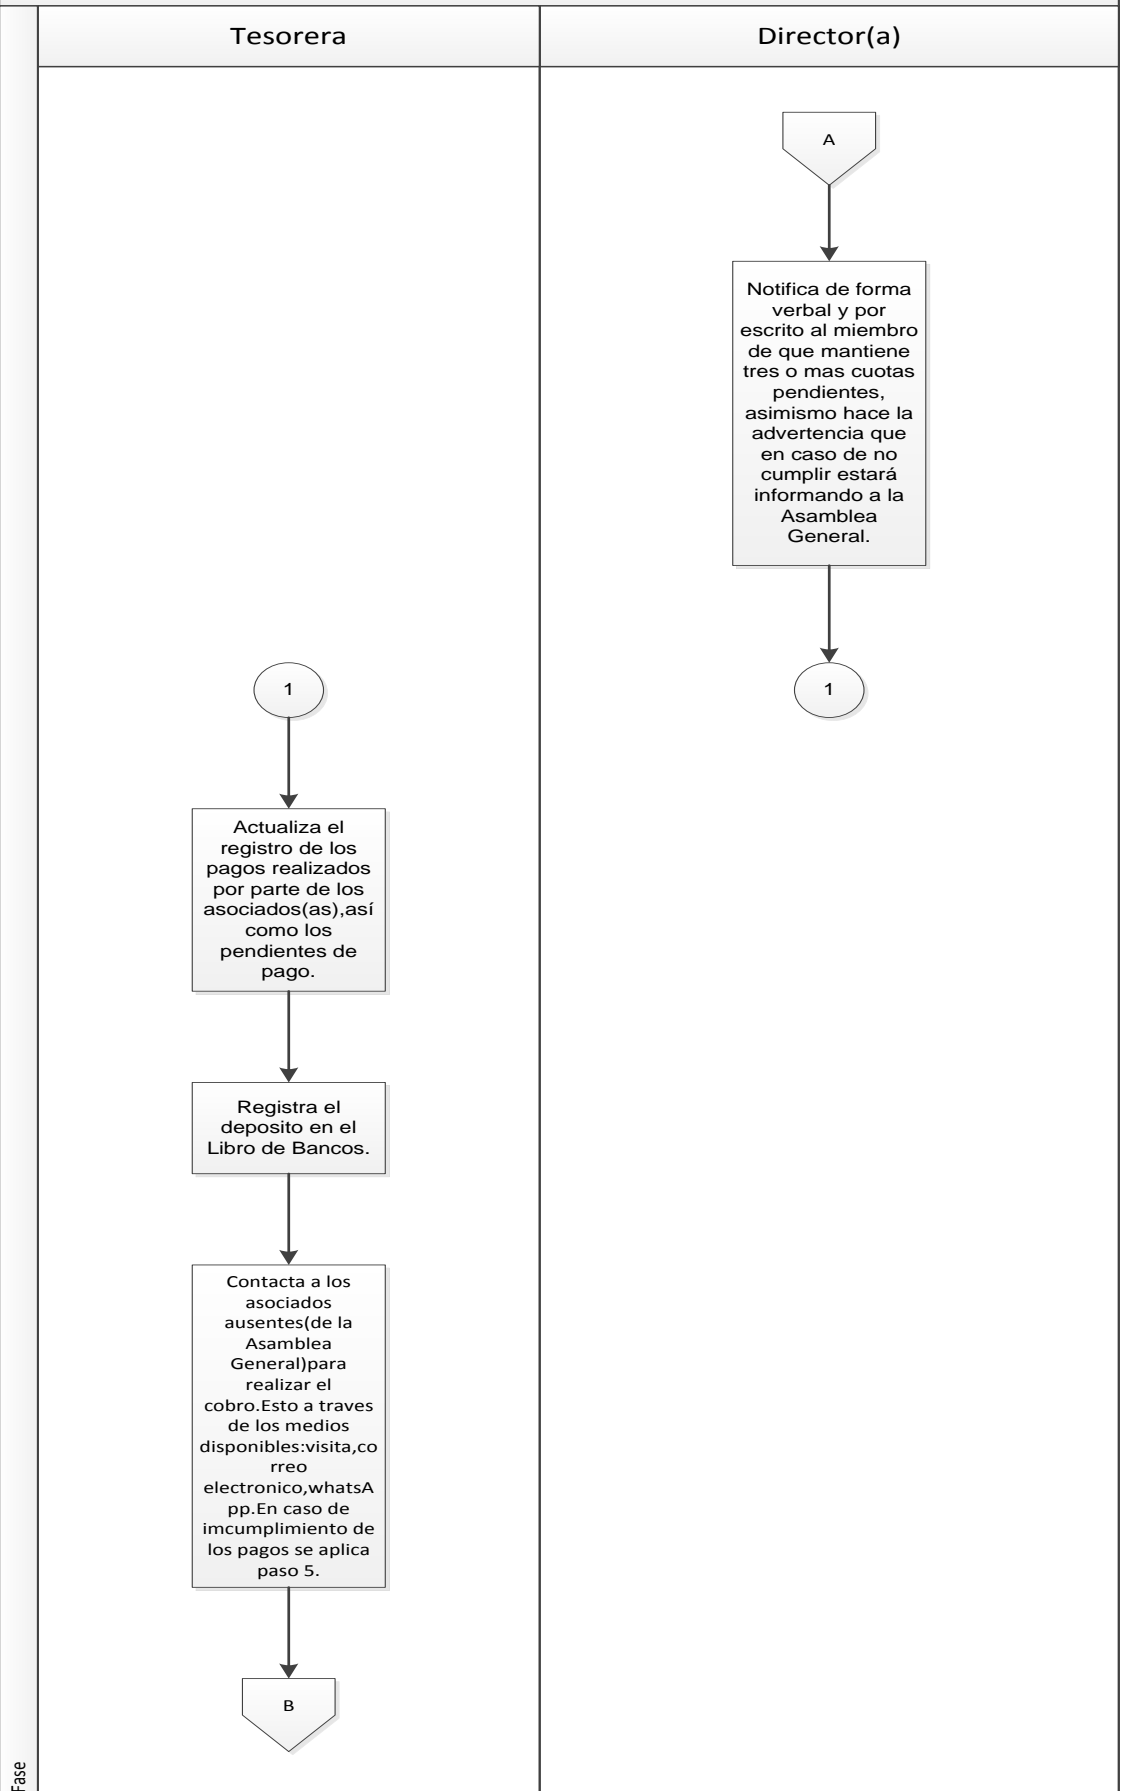 Tesorera
Director(a)
A
Notifica de forma
verbal y por
escrito al miembro
de que mantiene
tres o mas cuotas
pendientes,
asimismo hace la
advertencia que
en caso de no
cumplir estará
informando a la
Asamblea
General.
1
1
Actualiza el
registro de los
pagos realizados
por parte de los
asociados(as),así
como los
pendientes de
pago.
Registra el
deposito en el
Libro de Bancos.
Contacta a los
asociados
ausentes(de la
Asamblea
General)para
realizar el
cobro.Esto a traves
de los medios
disponibles:visita,co
rreo
electronico,whatsA
pp.En caso de
imcumplimiento de
los pagos se aplica
paso 5.
B
Fase